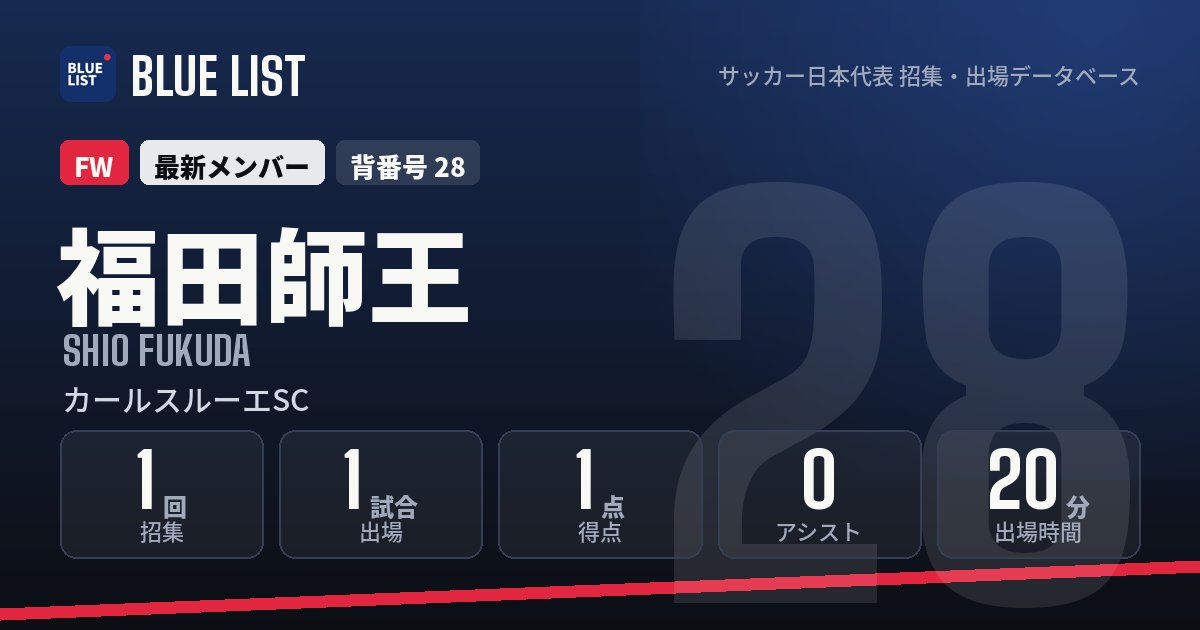 BLUE LIST
BLUE LIST
サッカー日本代表 招集・出場データベース
FW 最新メンバー 背番号 28
28
福田師王
SHIO FUKUDA
カールスルーエSC
1回 1試合 1点 0 20分
招集 出場 得点 アシスト 出場時間